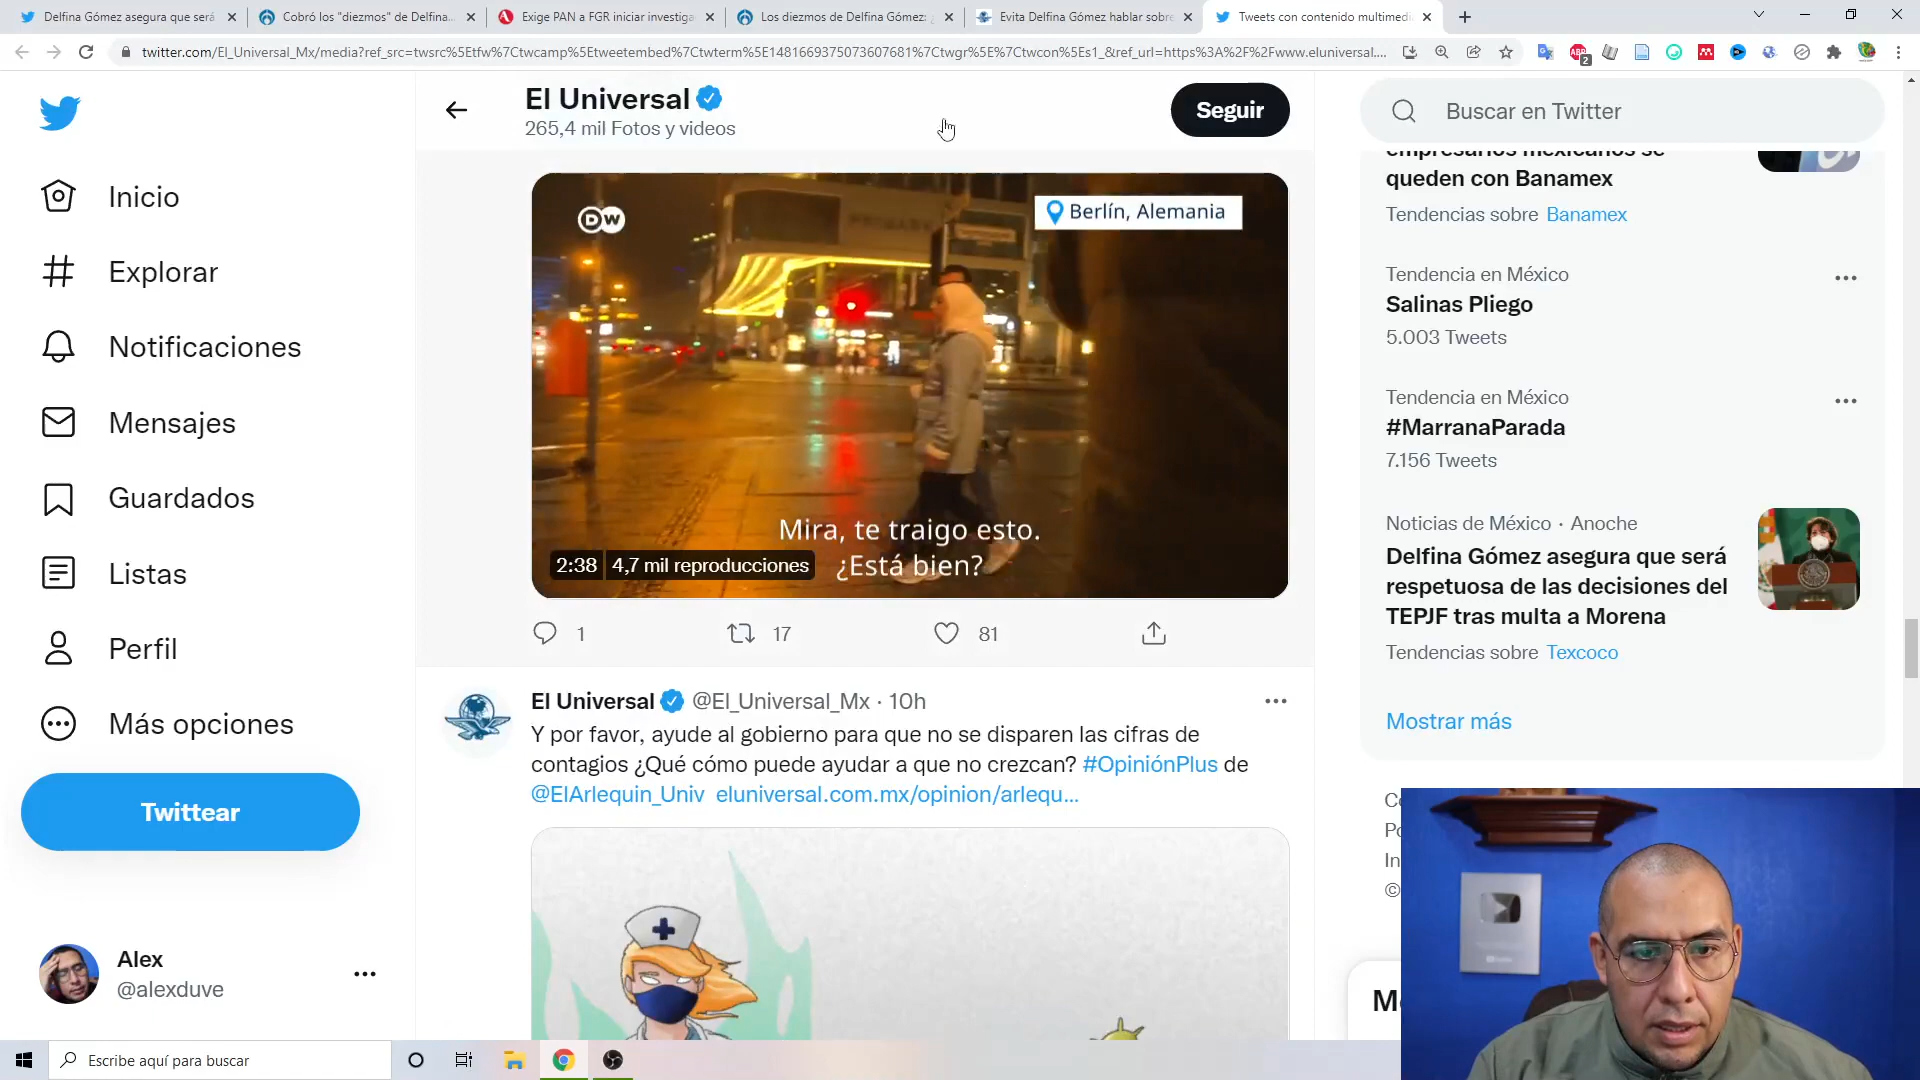 Delfina Gómez asegura que será
Cobró los "diezmos" de Delfina
Exige PAN a FGR iniciar investiga
Los diezmos de Delfina Gómez: ¿
Evita Delfina Gómez hablar sobre
Tweets con contenido multimedi
twitter.com/El_Universal_Mx/media?ref_src=twsrc%5Etfw%7Ctwcamp%5Etweetembed%7Ctwterm%5E1481669375073607681%7Ctwgr%5E%7Ctwcon%5Es1_&ref_url=https%3A%2F%2Fwww.eluniversal....
ABP
2
Inicio
Explorar
Notificaciones
Mensajes
Guardados
Listas
Perfil
Más opciones
Twittear
Alex
@alexduve
El Universal
265,4 mil Fotos y videos
Seguir
DW
Berlín, Alemania
Mira, te traigo esto.
¿Está bien?
2:38
4,7 mil reproducciones
1
17
81
El Universal @El_Universal_Mx · 10h
Y por favor, ayude al gobierno para que no se disparen las cifras de
contagios ¿Qué cómo puede ayudar a que no crezcan? #OpiniónPlus de
@ElArlequin_Univ eluniversal.com.mx/opinion/arlequ...
Buscar en Twitter
empresarios mexicanos se
queden con Banamex
Tendencias sobre Banamex
Tendencia en México
Salinas Pliego
5.003 Tweets
Tendencia en México
#MarranaParada
7.156 Tweets
Noticias de México · Anoche
Delfina Gómez asegura que será
respetuosa de las decisiones del
TEPJF tras multa a Morena
Tendencias sobre Texcoco
Mostrar más
Po
In
©
Escribe aquí para buscar